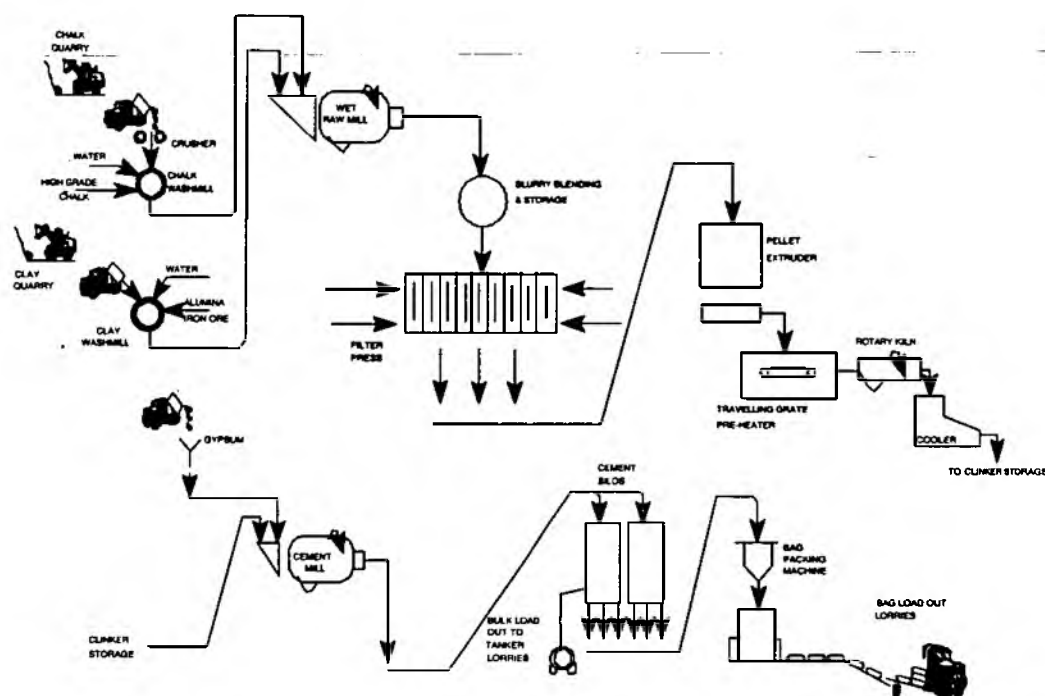 CHALK
QUARRY
CRUSHER
WATER
HIGH GRADE
CHALK
CHALK
WASHMILL
CLAY
QUARRY
WATER
ALUMINA
IRON ORE
CLAY
WASHMILL
WET
RAW MILL
SLURRY BLENDING
& STORAGE
FILTER
PRESS
PELLET
EXTRUDER
ROTARY KILN
TRAVELLING GRATE
PRE-HEATER
COOLER
TO CLINKER STORAGE
GYPSUM
CEMENT
MILL
CLINKER
STORAGE
CEMENT
SILOS
BULK LOAD
OUT TO
TANKER
LORRIES
BAG
PACKING
MACHINE
BAG LOAD OUT
LORRIES